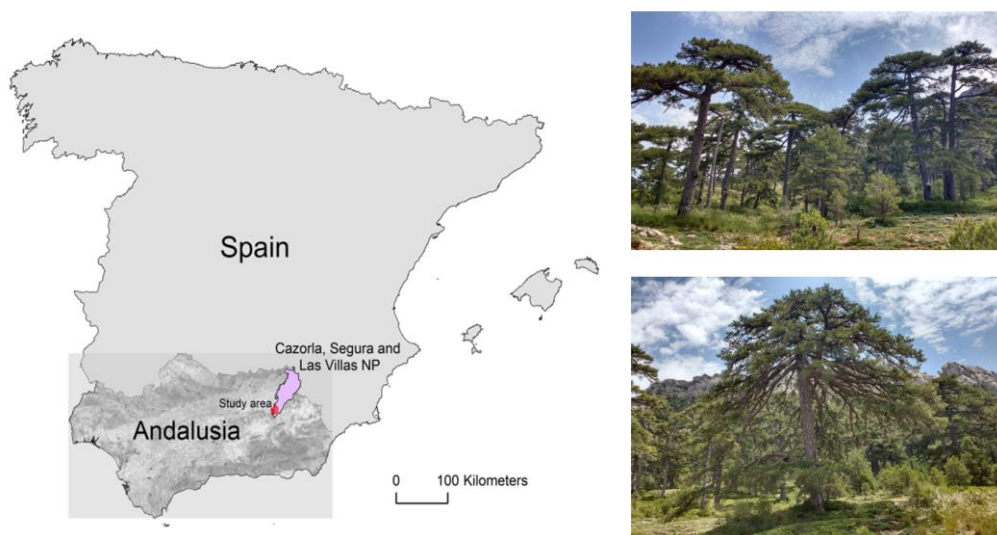 Spain
Cazorla, Segura and
Las Villas NP
Study area
Andalusia
0 100 Kilometers